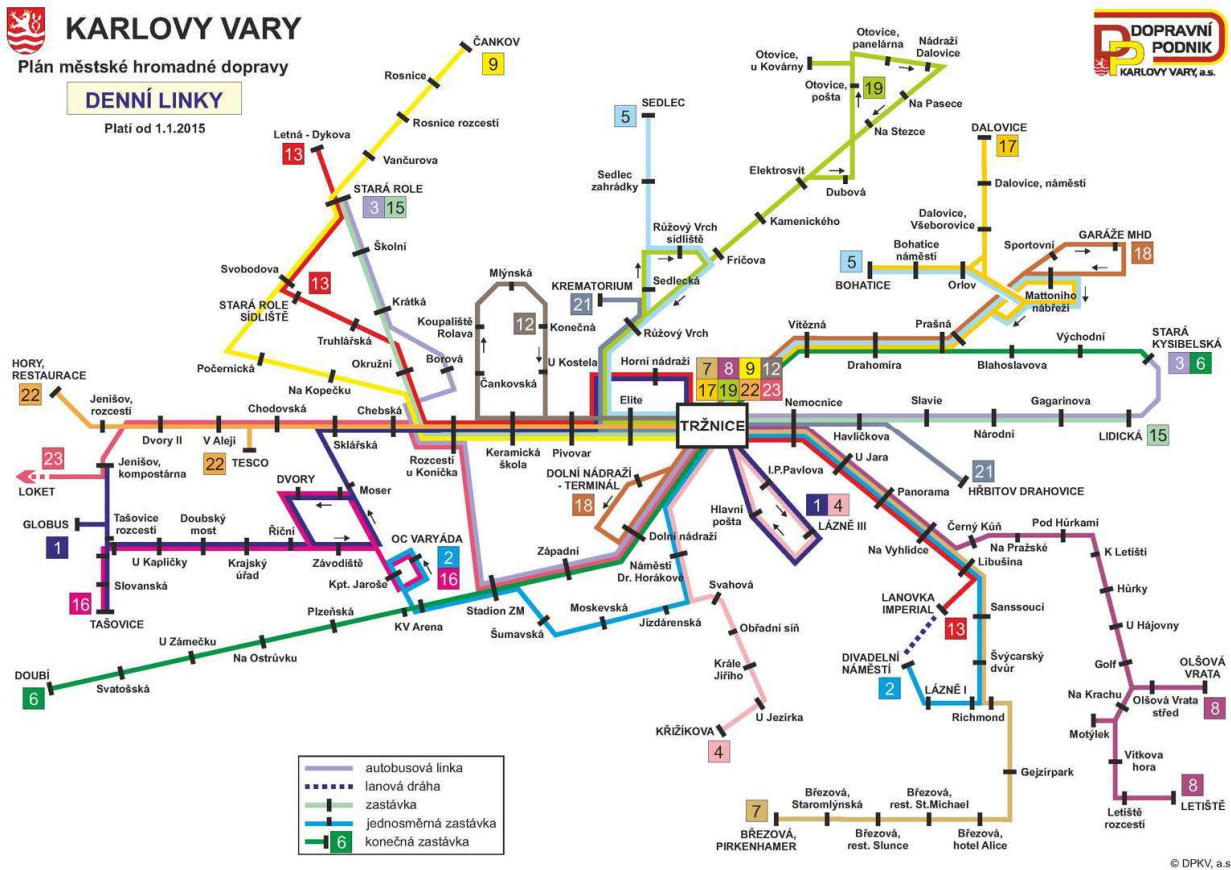 KARLOVY VARY
Plán městské hromadné dopravy
DENNÍ LINKY
Platí od 1.1.2015
DOPRAVNÍ
PODNIK
KARLOVY VARY, a.s.
ČANKOV
9
Rosnice
Rosnice rozcestí
Vančurova
Letná - Dykova
13
STARÁ ROLE
3 15
Školní
Svobodova
13
STARÁ ROLE
SÍDLIŠTĚ
Krátká
Truhlářská
Borová
Okružní
Počernická
Na Kopečku
Mlýnská
Koupaliště
Rolava
12
Konečná
U Kostela
Čankovská
KREMATORIUM
21
Růžový Vrch
Horní nádraží
Elite
SEDLEC
5
Sedlec
zahrádky
Růžový Vrch
sídliště
Sedlecká
Fričova
Kamenického
Elektrosvit
Dubová
Otovice,
u Kovárny
Otovice,
panelárna
Nádraží
Dalovice
Otovice,
pošta
19
Na Pasece
Na Stezce
DALOVICE
17
Dalovice, náměstí
Dalovice,
Všeborovice
Bohatice
náměstí
5
BOHATICE
Orlov
Sportovní
GARÁŽE MHD
18
Mattoniho
nábřeží
Prašná
Vítězná
Drahomíra
Blahoslavova
Východní
STARÁ
KYSIBELSKÁ
3 6
7 8 9 12
17 19 22 23
TRŽNICE
Nemocnice
Havlíčkova
Slavie
Národní
Gagarinova
LIDICKÁ 15
21
HŘBITOV DRAHOVICE
U Jara
Panorama
Na Vyhlídce
Černý Kůň
Libušina
Na Pražské
Pod Hůrkami
K Letišti
Hůrky
U Hájovny
Golf
Na Krachu
Motýlek
OLŠOVÁ
VRATA
8
Olšová Vrata
střed
Vítkova
hora
Letiště
rozcestí
8
LETIŠTĚ
HORY,
RESTAURACE
22
Jenišov,
rozcestí
Dvory II
V Aleji
22
TESCO
Chodovská
Sklářská
Chebská
Rozcestí
u Koníčka
Keramická
škola
Pivovar
23
LOKET
Jenišov,
kompostárna
GLOBUS
1
Tašovice
rozcestí
U Kapličky
Doubský
most
Krajský
úřad
Říční
DVORY
Moser
Závodiště
Slovanská
16
TAŠOVICE
OC VARYÁDA
2
16
Kpt. Jaroše
KV Arena
Stadion ZM
Západní
Plzeňská
Na Ostrůvku
U Zámečku
Svatošská
DOUBÍ
6
Šumavská
Moskevská
Jízdárenská
Náměstí
Dr. Horákové
Dolní nádraží
DOLNÍ NÁDRAŽÍ
- TERMINÁL
18
I.P.Pavlova
Hlavní
pošta
1 4
LÁZNĚ III
Svahová
Obřadní síň
Krále
Jiřího
U Jezírka
KŘIŽÍKOVA
4
LANOVKA
IMPERIAL
13
DIVADELNÍ
NÁMĚSTÍ
2
LÁZNĚ I
Richmond
Sanssouci
Švýcarský
dvůr
Gejzírpark
7
BŘEZOVÁ,
PIRKENHAMER
Březová,
Staromlýnská
Březová,
rest. Slunce
Březová,
rest. St.Michael
Březová,
hotel Alice
autobusová linka
lanová dráha
zastávka
jednosměrná zastávka
6 konečná zastávka
© DPKV, a.s